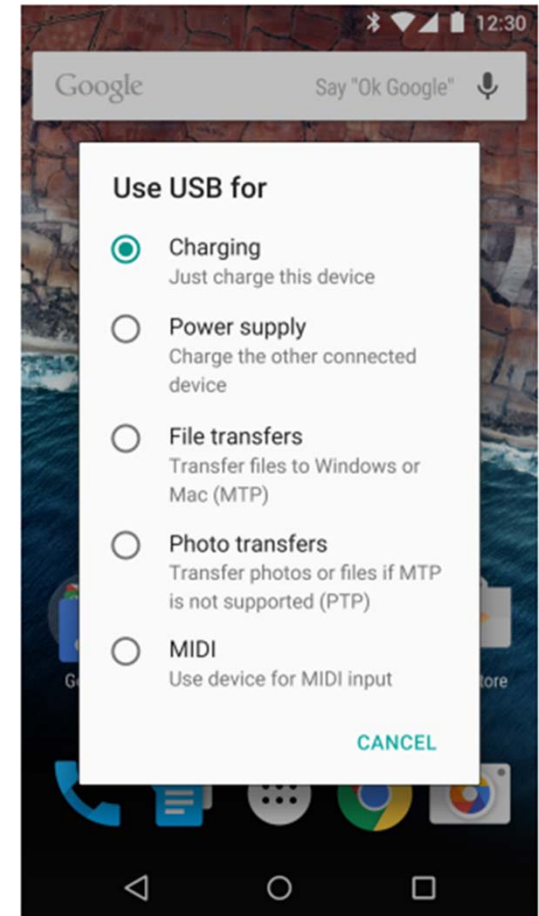 12:30
Google Say "Ok Google"
Use USB for
Charging
Just charge this device
Power supply
Charge the other connected
device
File transfers
Transfer files to Windows or
Mac (MTP)
Photo transfers
Transfer photos or files if MTP
is not supported (PTP)
MIDI
Use device for MIDI input
CANCEL